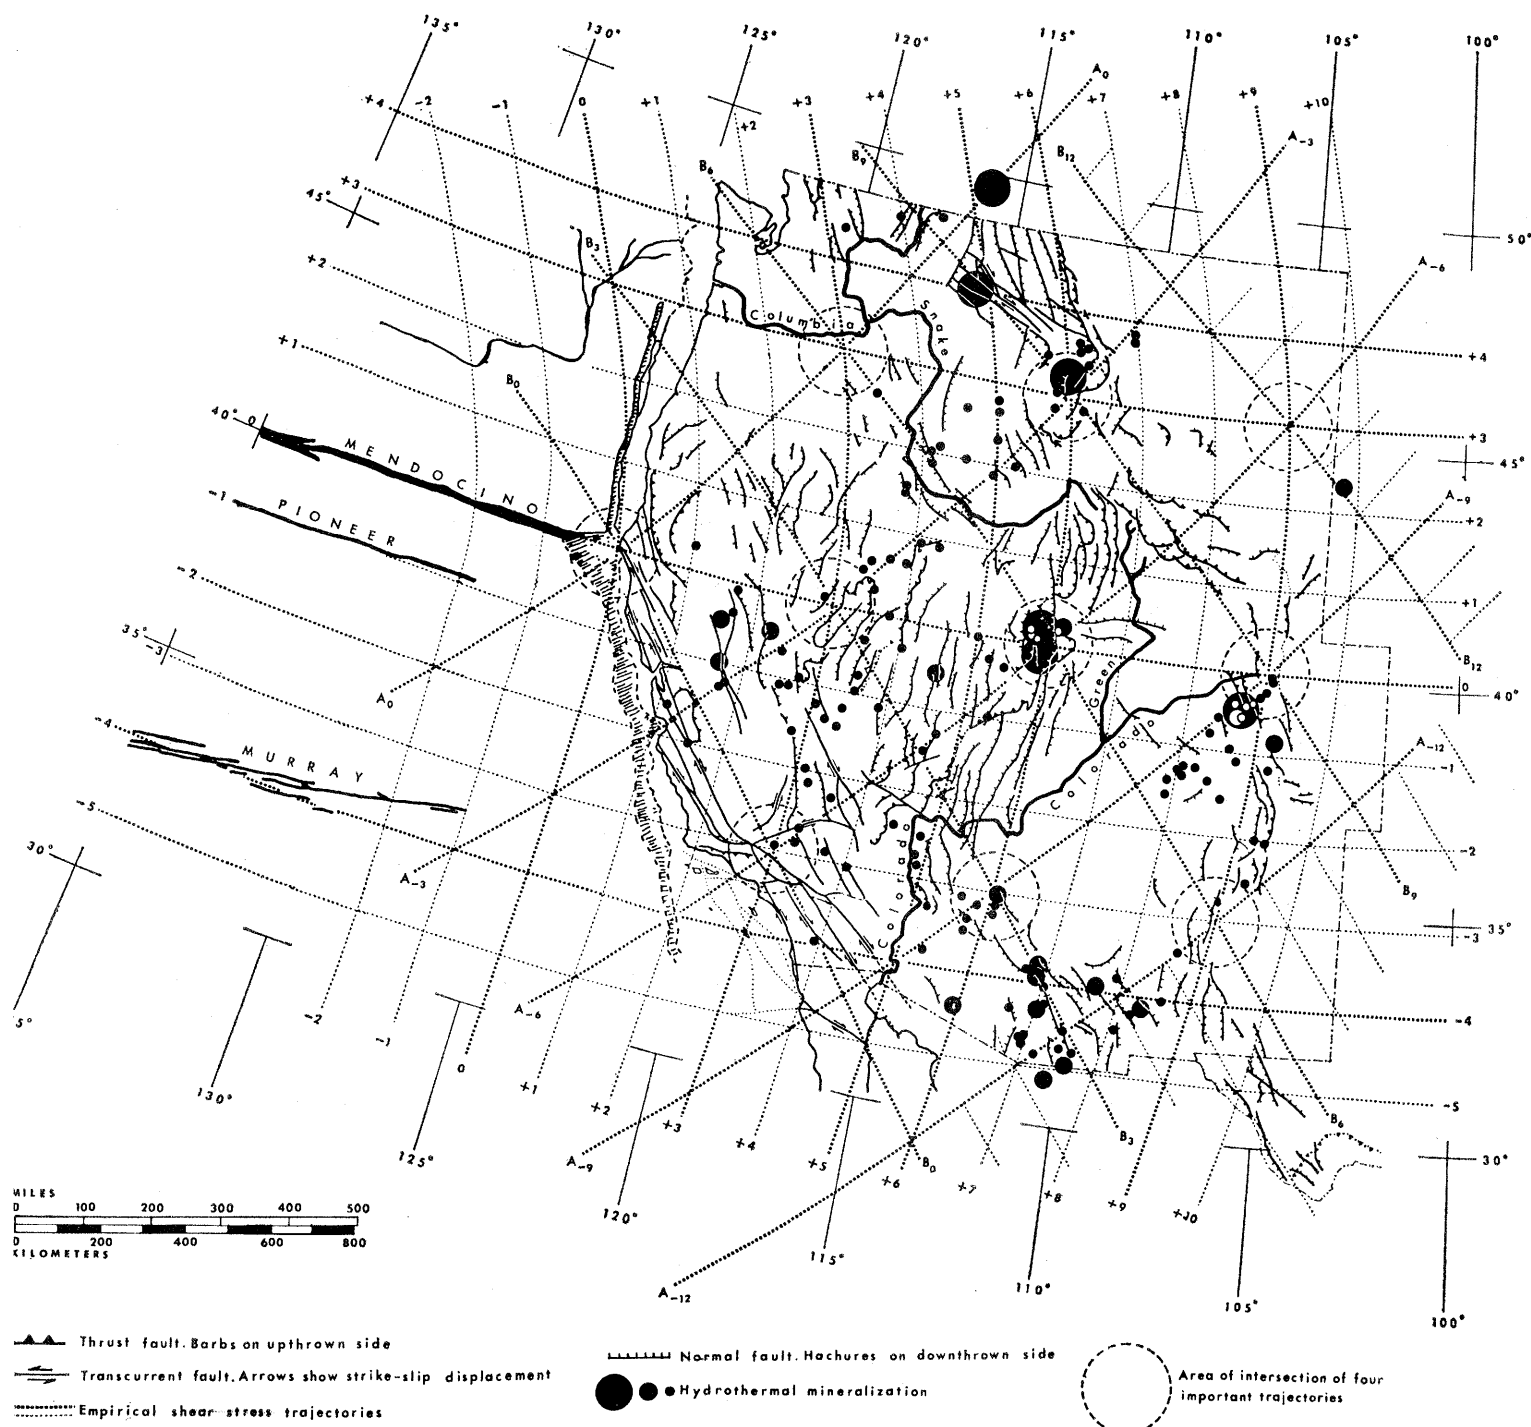 135°
130°
125°
120°
115°
110°
105°
100°
+4
-2
-1
0
+1
+2
+3
+4
+5
+6
+7
+8
+9
+10
A₀
A₋₃
B₆
B₉
B₁₂
+3
45°
B₃
50°
+2
A₋₆
Columbia
Snake
+1
+4
B₀
40°
0
+3
45°
MENDOCINO
A₋₉
-1
PIONEER
+2
-2
+1
35°
-3
B₁₂
0
40°
A₀
Green
-4
MURRAY
Colorado
A₋₁₂
-1
-5
-2
30°
A₋₃
B₉
Colorado
-3
35°
A₋₆
-4
5°
-2
-1
0
+1
+2
+3
+4
+5
+6
+7
+8
+9
+10
-5
130°
125°
B₀
B₃
B₆
30°
A₋₉
120°
115°
110°
105°
100°
A₋₁₂
MILES
0 100 200 300 400 500
0 200 400 600 800
KILOMETERS
Thrust fault. Barbs on upthrown side
Transcurrent fault. Arrows show strike-slip displacement
Empirical shear stress trajectories
Normal fault. Hachures on downthrown side
Hydrothermal mineralization
Area of intersection of four
important trajectories